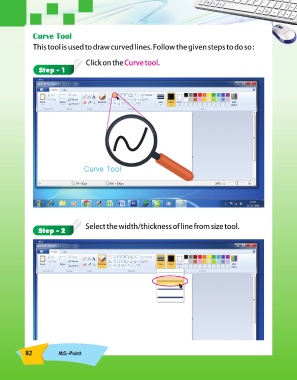 Curve Tool
This tool is used to draw curved lines. Follow the given steps to do so :
Step - 1
Click on the Curve tool.
Curve Tool
Step - 2
Select the width/thickness of line from size tool.
82
MS-Paint